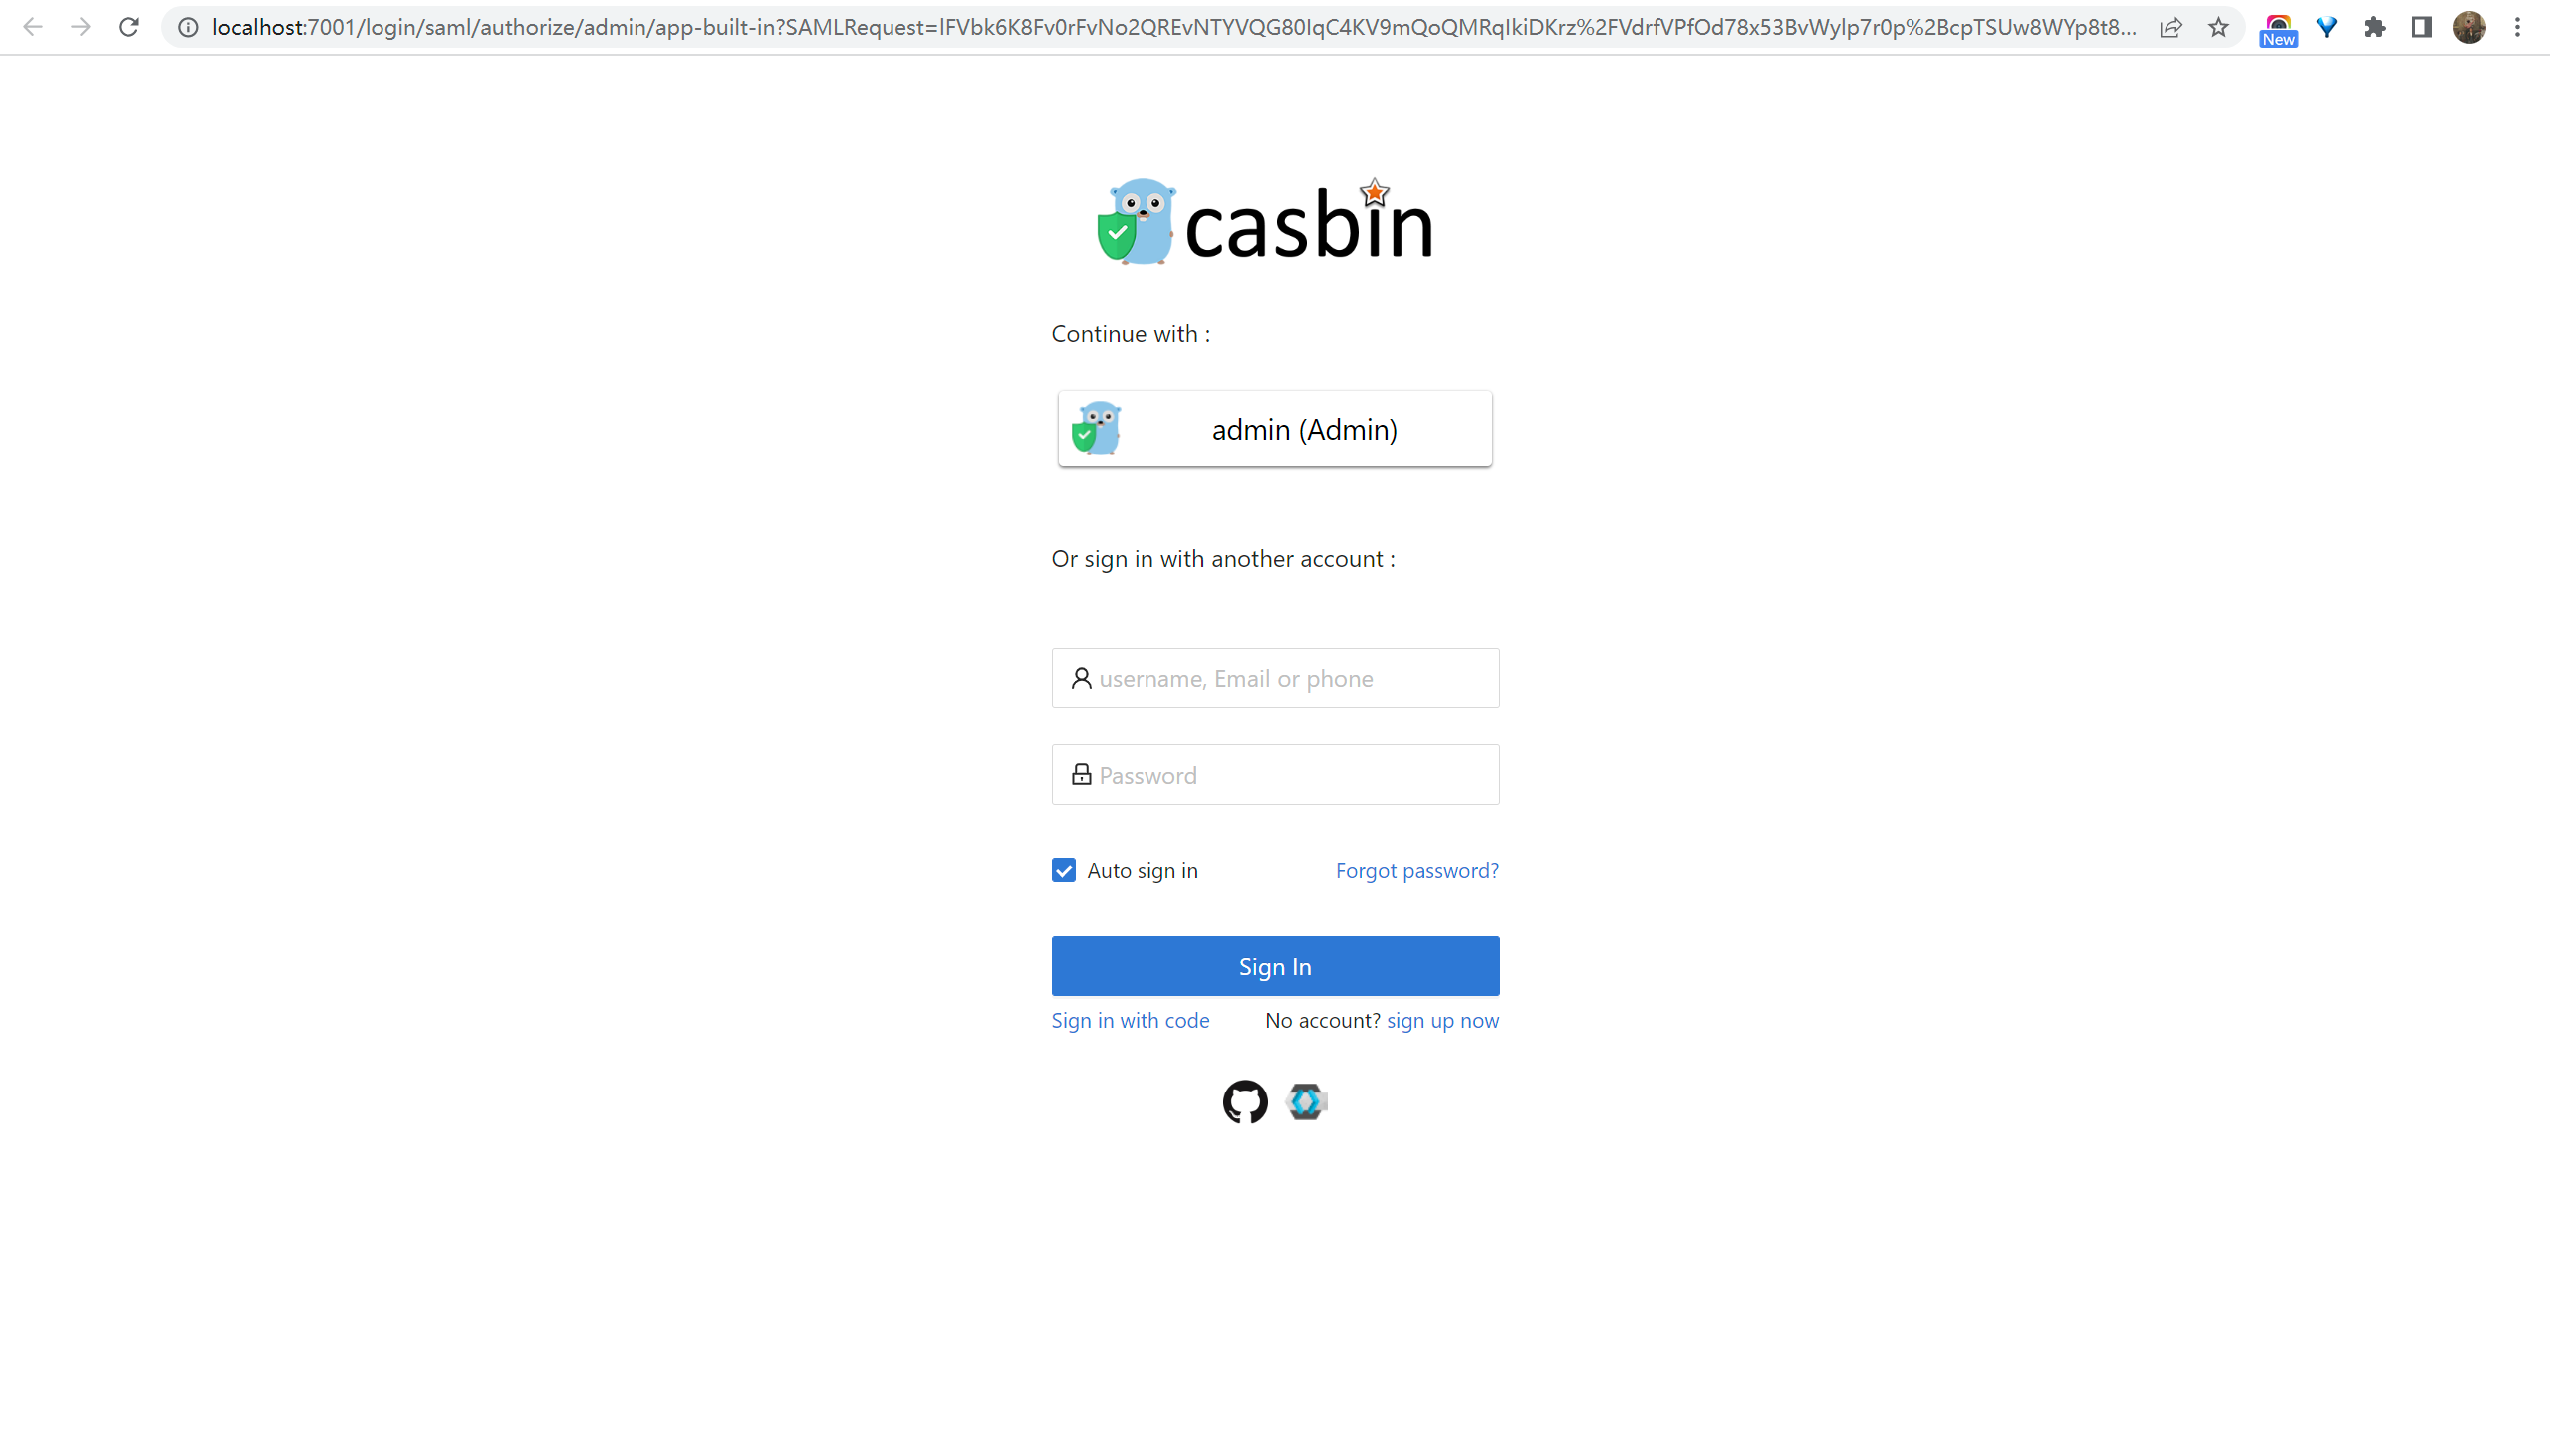 localhost:7001/login/saml/authorize/admin/app-built-in?SAMLRequest=lFVbk6K8Fv0rFvNo2QREvNTYVQG80IqC4KV9mQoQMRqIkiDKrz%2FVdrfVPfOd78x53BvWylp7r0p%2BcpTSUw8WYp8t8...
New
casbin
Continue with :
admin (Admin)
Or sign in with another account :
username, Email or phone
Password
Auto sign in Forgot password?
Sign In
Sign in with code No account? sign up now